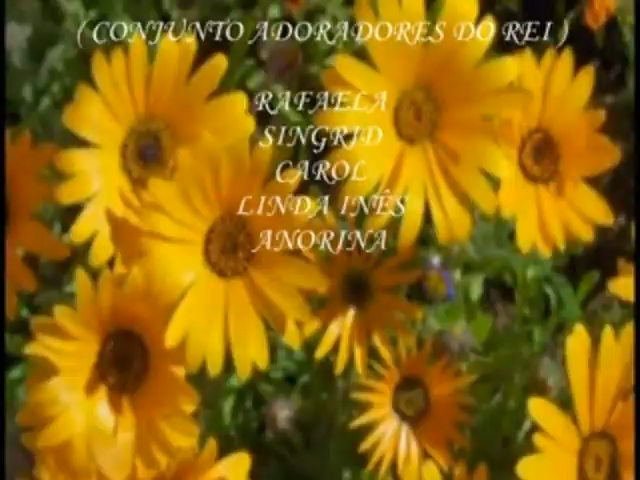 ( CONJUNTO ADORADORES DO REI )
RAFAELA
SINGRID
CAROL
LINDA INÊS
ANORINA